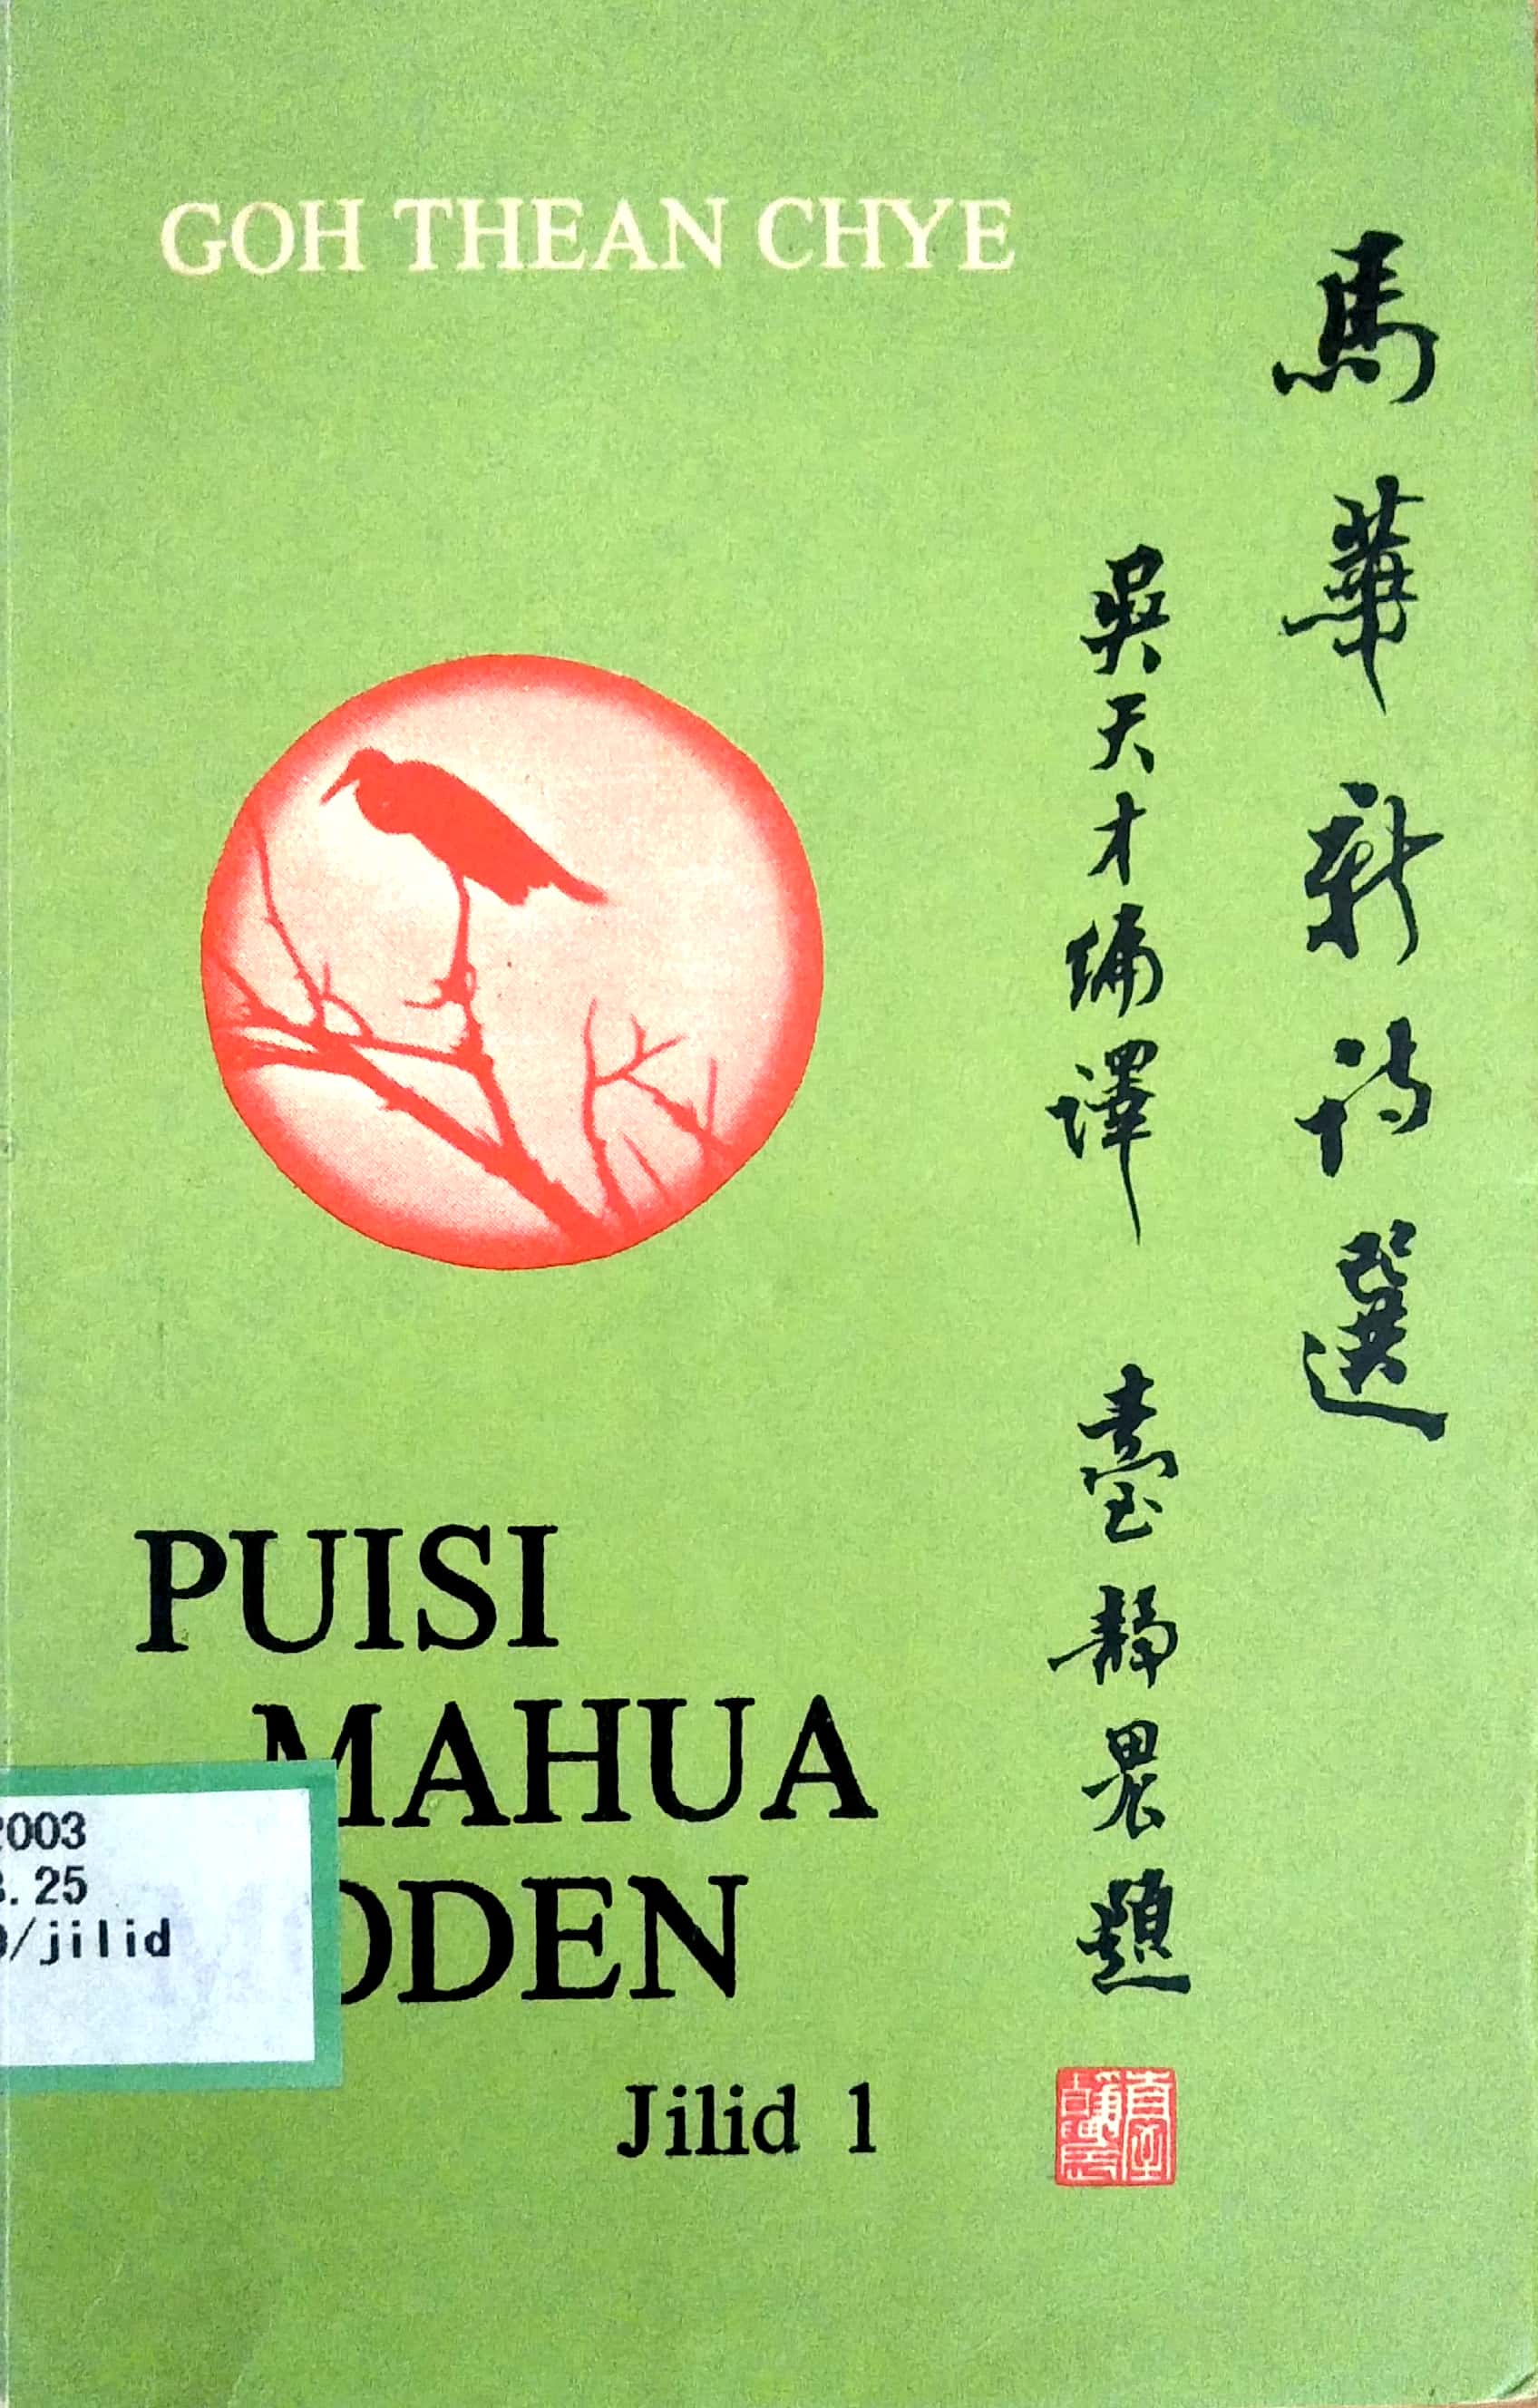 GOH THEAN CHYE
馬華新詩選
吳天才編譯 臺靜農題
PUISI
MAHUA
MODEN
Jilid 1
2003
.25
/jilid